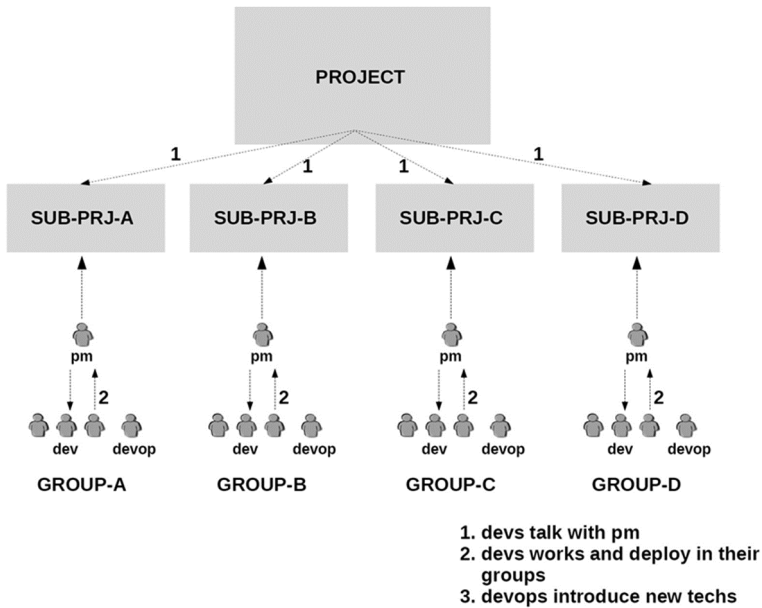 PROJECT
1 1 1 1
SUB-PRJ-A SUB-PRJ-B SUB-PRJ-C SUB-PRJ-D
pm pm pm pm
2 2 2 2
dev devop dev devop dev devop dev devop
GROUP-A GROUP-B GROUP-C GROUP-D
1. devs talk with pm
2. devs works and deploy in their
groups
3. devops introduce new techs